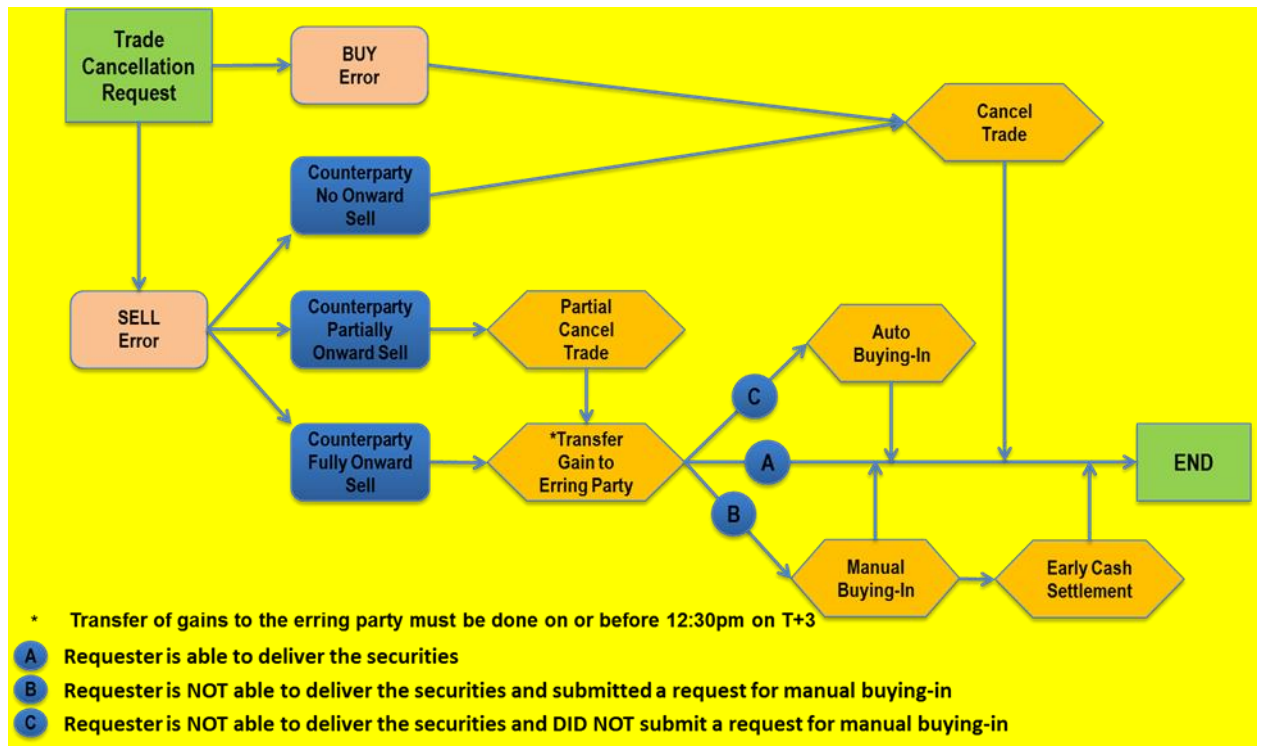 Trade
Cancellation
Request
BUY
Error
Cancel
Trade
Counterparty
No Onward
Sell
SELL
Error
Counterparty
Partially
Onward Sell
Partial
Cancel
Trade
Auto
Buying-In
C
Counterparty
Fully Onward
Sell
*Transfer
Gain to
Erring Party
A
END
B
Manual
Buying-In
Early Cash
Settlement
* Transfer of gains to the erring party must be done on or before 12:30pm on T+3
A Requester is able to deliver the securities
B Requester is NOT able to deliver the securities and submitted a request for manual buying-in
C Requester is NOT able to deliver the securities and DID NOT submit a request for manual buying-in